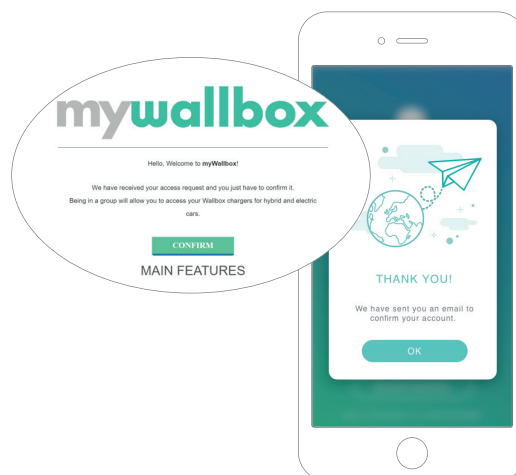 mywallbox
Hello, Welcome to myWallbox!
We have received your access request and you just have to confirm it.
Being in a group will allow you to access your Wallbox chargers for hybrid and electric
cars.
CONFIRM
MAIN FEATURES
THANK YOU!
We have sent you an email to
confirm your account.
OK